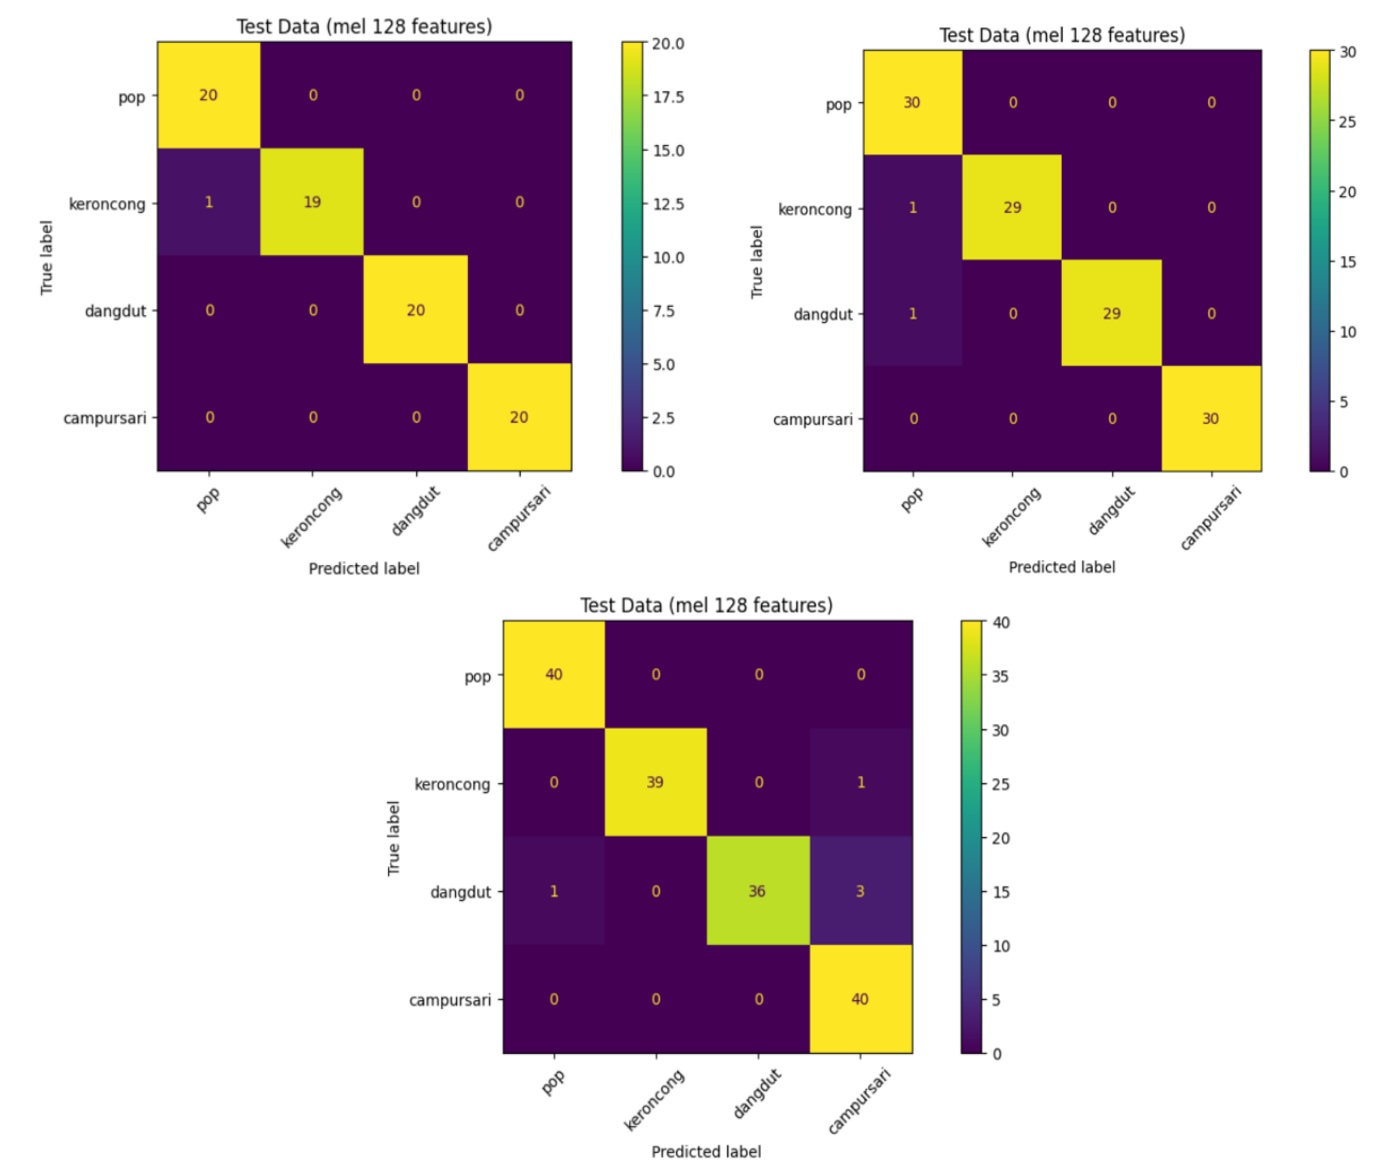 Test Data (mel 128 features)
True label
pop 20 0 0 0
keroncong 1 19 0 0
dangdut 0 0 20 0
campursari 0 0 0 20
pop keroncong dangdut campursari
Predicted label
20.0
17.5
15.0
12.5
10.0
7.5
5.0
2.5
0.0
Test Data (mel 128 features)
True label
pop 30 0 0 0
keroncong 1 29 0 0
dangdut 1 0 29 0
campursari 0 0 0 30
pop keroncong dangdut campursari
Predicted label
30
25
20
15
10
5
0
Test Data (mel 128 features)
True label
pop 40 0 0 0
keroncong 0 39 0 1
dangdut 1 0 36 3
campursari 0 0 0 40
pop keroncong dangdut campursari
Predicted label
40
35
30
25
20
15
10
5
0